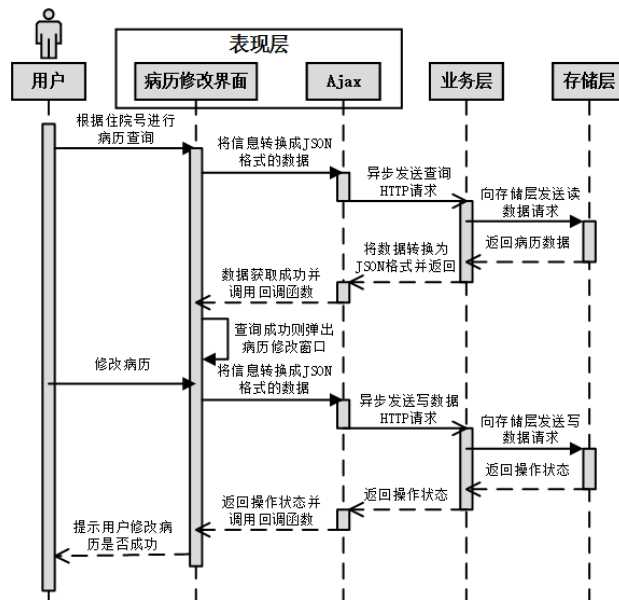 表现层
用户
病历修改界面
Ajax
业务层
存储层
根据住院号进行
病历查询
将信息转换成JSON
格式的数据
异步发送查询
HTTP请求
向存储层发送读
数据请求
返回病历数据
将数据转换为
JSON格式并返回
数据获取成功并
调用回调函数
查询成功则弹出
病历修改窗口
修改病历
将信息转换成JSON
格式的数据
异步发送写数据
HTTP请求
向存储层发送写
数据请求
返回操作状态
返回操作状态
返回操作状态并
调用回调函数
提示用户修改病
历是否成功